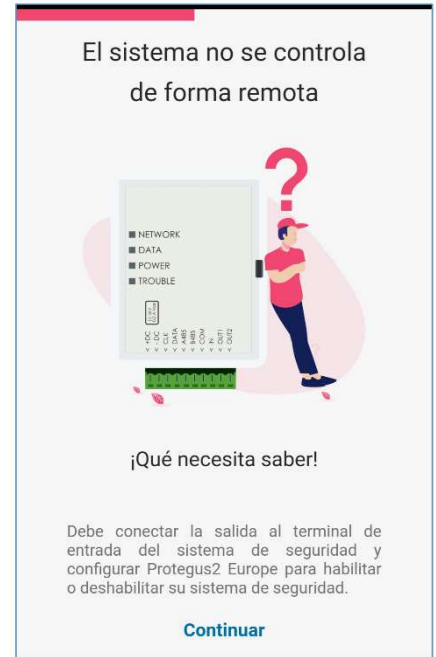 El sistema no se controla
de forma remota
?
NETWORK
DATA
POWER
TROUBLE
< +DC
< -DC
< CLK
< DATA
< A485
< B485
< COM
< IN
< OUT1
< OUT2
¡Qué necesita saber!
Debe conectar la salida al terminal de
entrada del sistema de seguridad y
configurar Protegus2 Europe para habilitar
o deshabilitar su sistema de seguridad.
Continuar